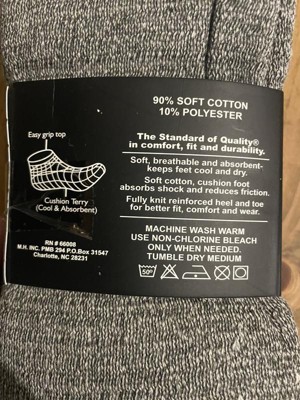 90% SOFT COTTON
10% POLYESTER
Easy grip top
Cushion Terry
(Cool & Absorbent)
RN # 66098
M.H. INC. PMB 294 P.O.Box 31547
Charlotte, NC 28231
The Standard of Quality®
in comfort, fit and durability.
Soft, breathable and absorbent-
keeps feet cool and dry.
Soft cotton, cushion foot
absorbs shock and reduces friction.
Fully knit reinforced heel and toe
for better fit, comfort and wear.
MACHINE WASH WARM
USE NON-CHLORINE BLEACH
ONLY WHEN NEEDED.
TUMBLE DRY MEDIUM
50°